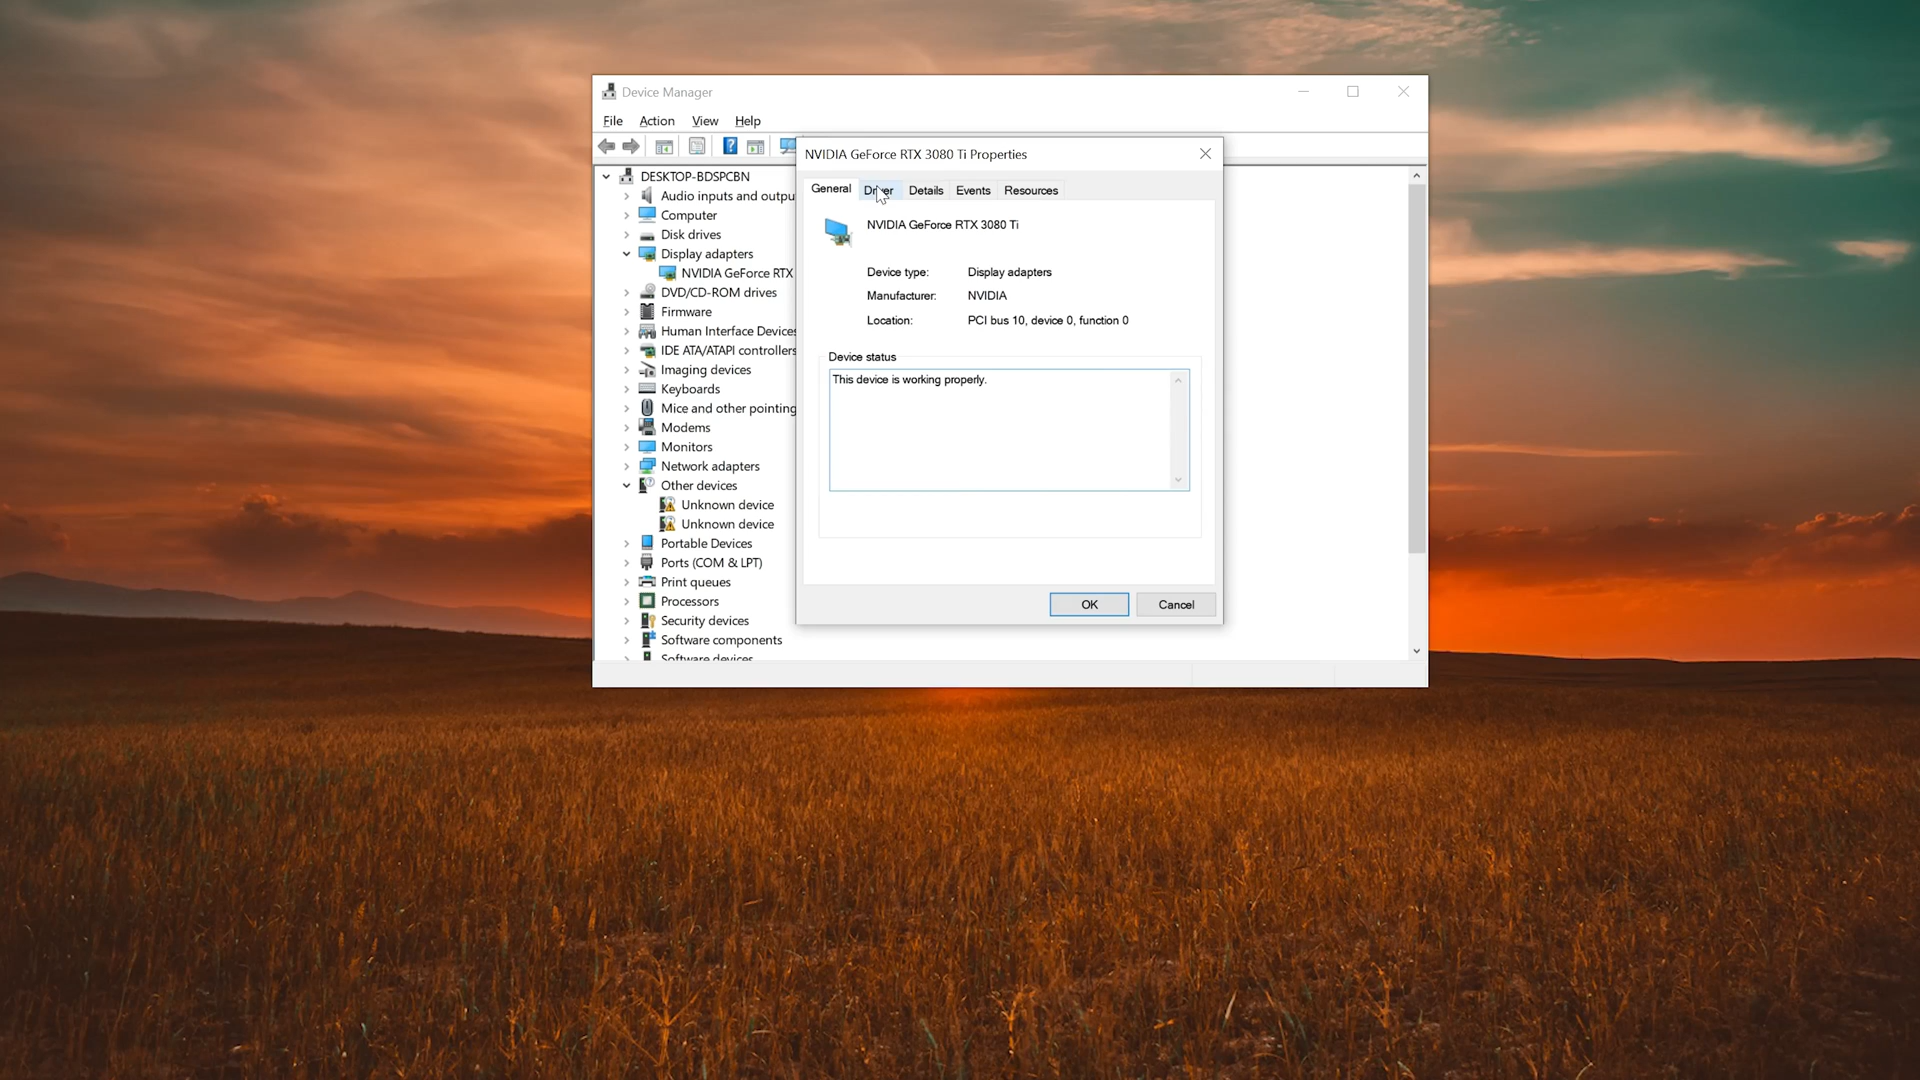 Device Manager
File Action View Help
NVIDIA GeForce RTX 3080 Ti Properties
General Driver Details Events Resources
NVIDIA GeForce RTX 3080 Ti
Device type: Display adapters
Manufacturer: NVIDIA
Location: PCI bus 10, device 0, function 0
Device status
This device is working properly.
OK Cancel
DESKTOP-BDSPCBN
Audio inputs and outpu
Computer
Disk drives
Display adapters
NVIDIA GeForce RTX
DVD/CD-ROM drives
Firmware
Human Interface Devices
IDE ATA/ATAPI controllers
Imaging devices
Keyboards
Mice and other pointing
Modems
Monitors
Network adapters
Other devices
Unknown device
Unknown device
Portable Devices
Ports (COM & LPT)
Print queues
Processors
Security devices
Software components
Software devices